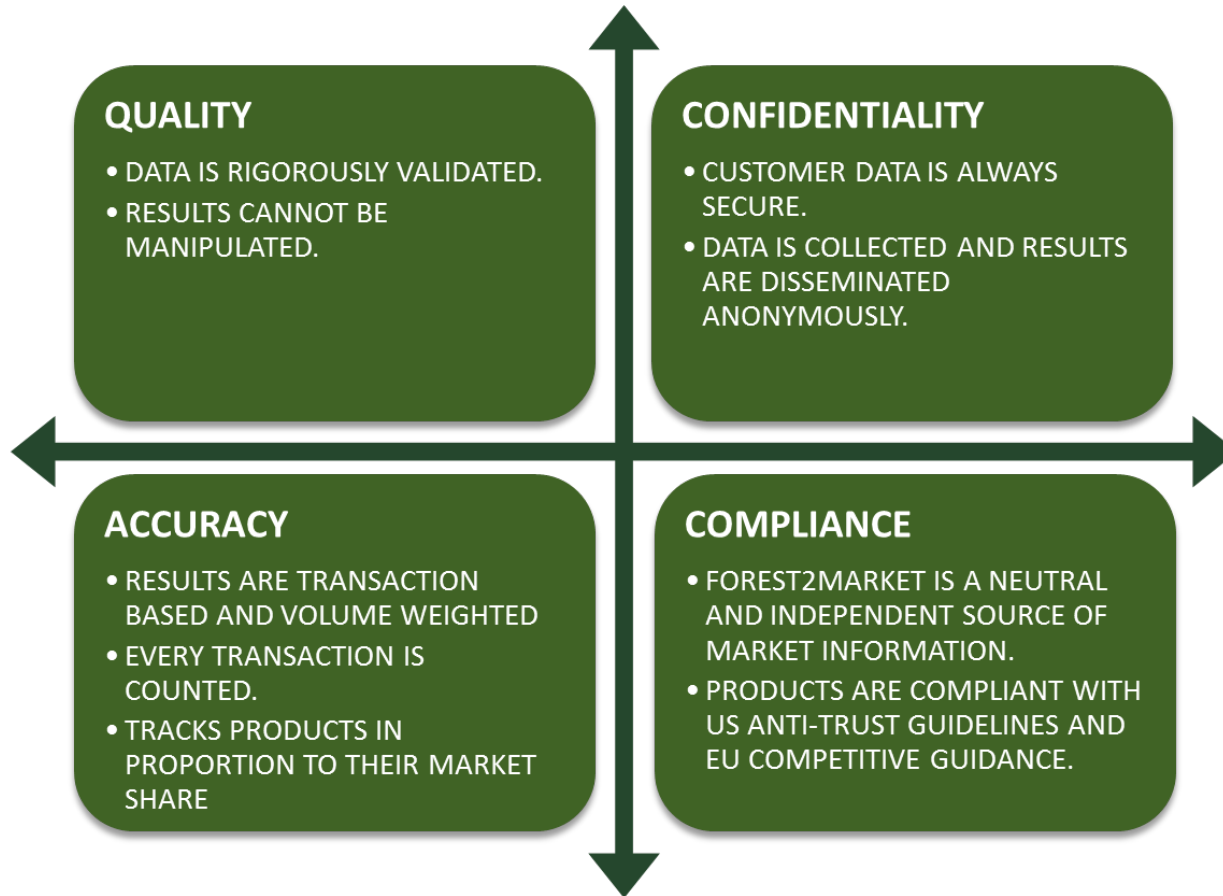 QUALITY
• DATA IS RIGOROUSLY VALIDATED.
• RESULTS CANNOT BE
MANIPULATED.
CONFIDENTIALITY
• CUSTOMER DATA IS ALWAYS
SECURE.
• DATA IS COLLECTED AND RESULTS
ARE DISSEMINATED
ANONYMOUSLY.
ACCURACY
• RESULTS ARE TRANSACTION
BASED AND VOLUME WEIGHTED
• EVERY TRANSACTION IS
COUNTED.
• TRACKS PRODUCTS IN
PROPORTION TO THEIR MARKET
SHARE
COMPLIANCE
• FOREST2MARKET IS A NEUTRAL
AND INDEPENDENT SOURCE OF
MARKET INFORMATION.
• PRODUCTS ARE COMPLIANT WITH
US ANTI-TRUST GUIDELINES AND
EU COMPETITIVE GUIDANCE.